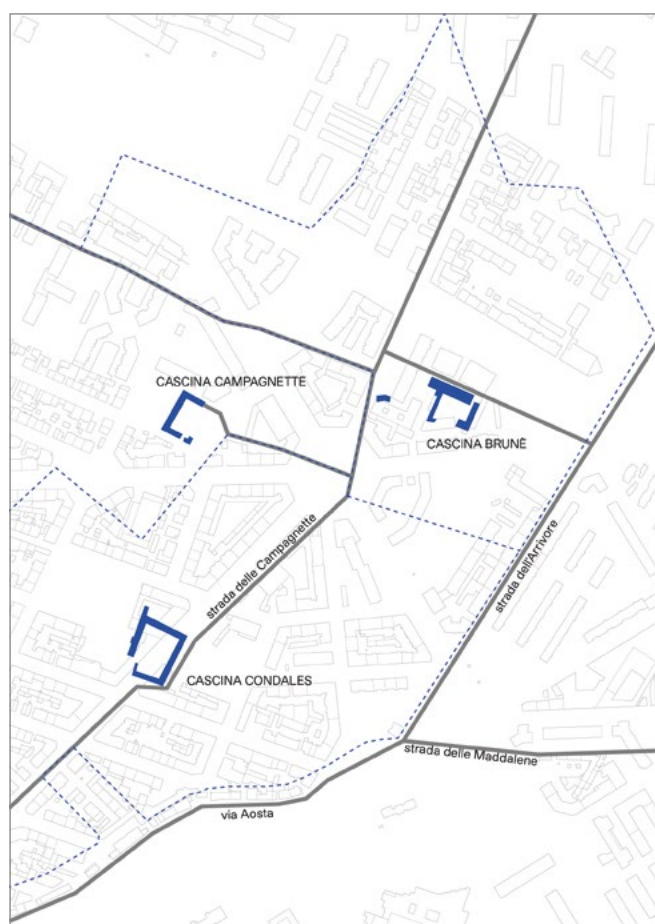 CASCINA CAMPAGNETTE
CASCINA BRUNÈ
strada delle Campagnette
strada dell'Arrivore
CASCINA CONDALES
strada delle Maddalene
via Aosta